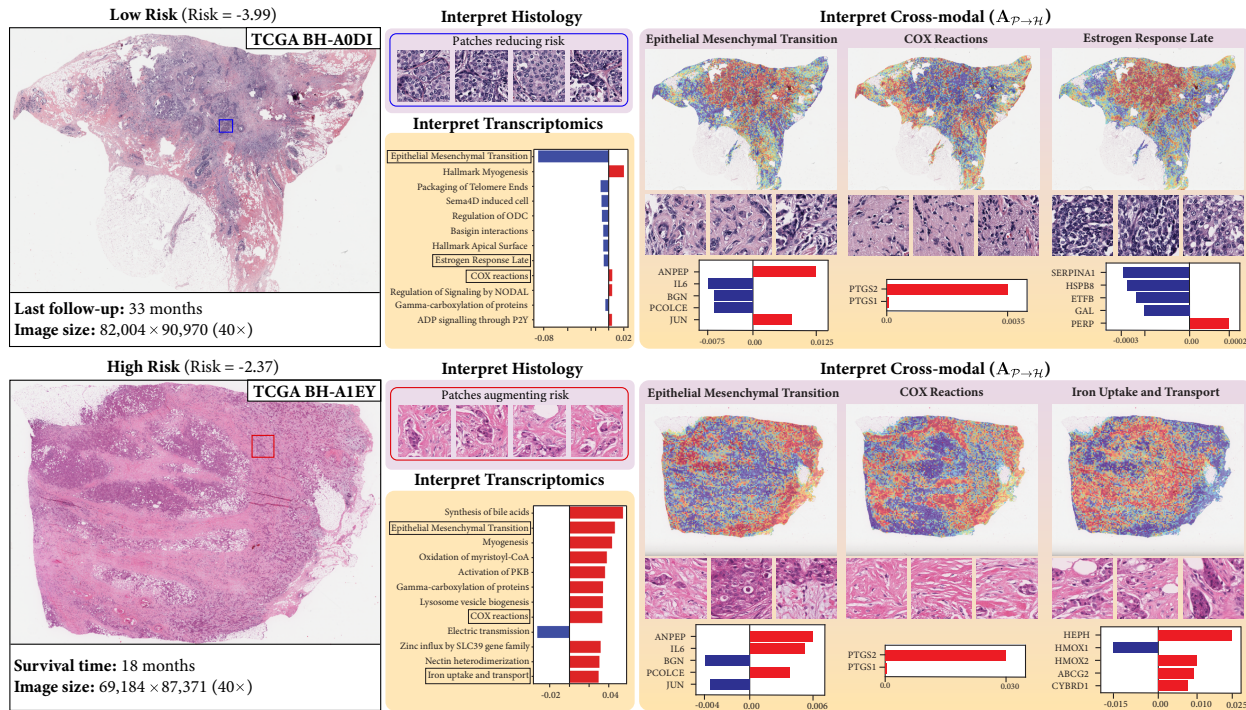 Low Risk (Risk = -3.99)
TCGA BH-A0DI
Last follow-up: 33 months
Image size: 82,004 × 90,970 (40×)
Interpret Histology
Patches reducing risk
Interpret Transcriptomics
Epithelial Mesenchymal Transition
Hallmark Myogenesis
Packaging of Telomere Ends
Sema4D induced cell
Regulation of ODC
Basigin interactions
Hallmark Apical Surface
Estrogen Response Late
COX reactions
Regulation of Signaling by NODAL
Gamma-carboxylation of proteins
ADP signalling through P2Y
-0.08 0.02
Interpret Cross-modal (A𝒫→ℋ)
Epithelial Mesenchymal Transition
ANPEP
IL6
BGN
PCOLCE
JUN
-0.0075 0.00 0.0125
COX Reactions
PTGS2
PTGS1
0.0 0.0035
Estrogen Response Late
SERPINA1
HSPB8
ETFB
GAL
PERP
-0.0003 0.0002
High Risk (Risk = -2.37)
TCGA BH-A1EY
Survival time: 18 months
Image size: 69,184 × 87,371 (40×)
Interpret Histology
Patches augmenting risk
Interpret Transcriptomics
Synthesis of bile acids
Epithelial Mesenchymal Transition
Myogenesis
Oxidation of myristoyl-CoA
Activation of PKB
Gamma-carboxylation of proteins
Lysosome vesicle biogenesis
COX reactions
Electric transmission
Zinc influx by SLC39 gene family
Nectin heterodimerization
Iron uptake and transport
-0.02 0.04
Interpret Cross-modal (A𝒫→ℋ)
Epithelial Mesenchymal Transition
ANPEP
IL6
BGN
PCOLCE
JUN
-0.004 0.00 0.006
COX Reactions
PTGS2
PTGS1
0.0 0.030
Iron Uptake and Transport
HEPH
HMOX1
HMOX2
ABCG2
CYBRD1
-0.015 0.00 0.010 0.025